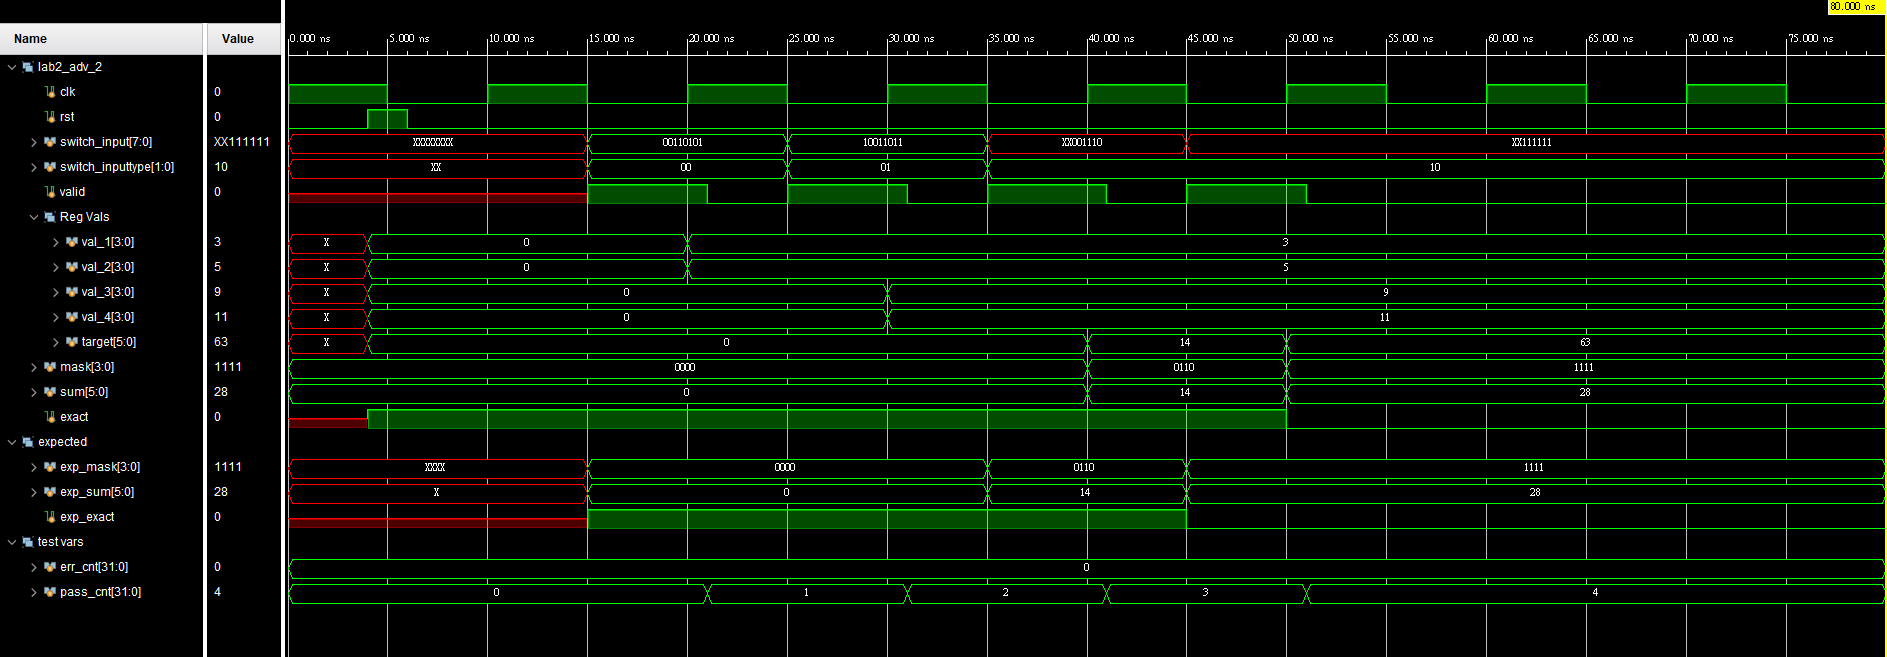 80.000 ns
Name Value 0.000 ns 5.000 ns 10.000 ns 15.000 ns 20.000 ns 25.000 ns 30.000 ns 35.000 ns 40.000 ns 45.000 ns 50.000 ns 55.000 ns 60.000 ns 65.000 ns 70.000 ns 75.000 ns
lab2_adv_2
clk 0
rst 0
switch_input[7:0] XX111111 XXXXXXXX 00110101 10011011 XX001110 XX111111
switch_inputtype[1:0] 10 XX 00 01 10
valid 0
Reg Vals
val_1[3:0] 3 X 0 3
val_2[3:0] 5 X 0 5
val_3[3:0] 9 X 0 9
val_4[3:0] 11 X 0 11
target[5:0] 63 X 0 14 63
mask[3:0] 1111 0000 0110 1111
sum[5:0] 28 0 14 28
exact 0
expected
exp_mask[3:0] 1111 XXXX 0000 0110 1111
exp_sum[5:0] 28 X 0 14 28
exp_exact 0
test vars
err_cnt[31:0] 0 0
pass_cnt[31:0] 4 0 1 2 3 4